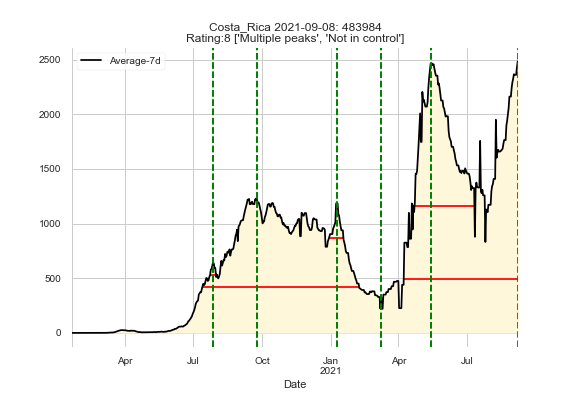 Costa_Rica 2021-09-08: 483984
Rating:8 ['Multiple peaks', 'Not in control']
Average-7d
2500
2000
1500
1000
500
0
Apr
Jul
Oct
Jan
2021
Apr
Jul
Date